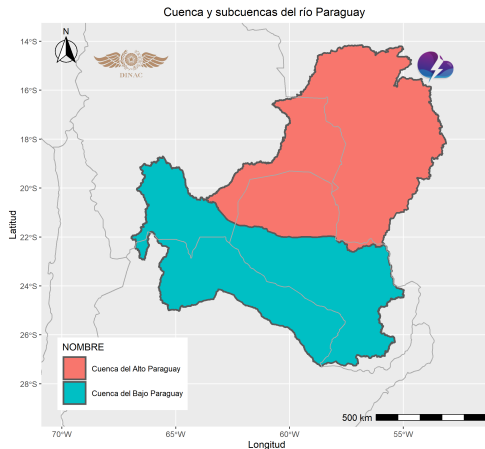 Cuenca y subcuencas del río Paraguay
N
DINAC
14°S
16°S
18°S
20°S
22°S
24°S
26°S
28°S
Latitud
NOMBRE
Cuenca del Alto Paraguay
Cuenca del Bajo Paraguay
500 km
70°W
65°W
60°W
55°W
Longitud